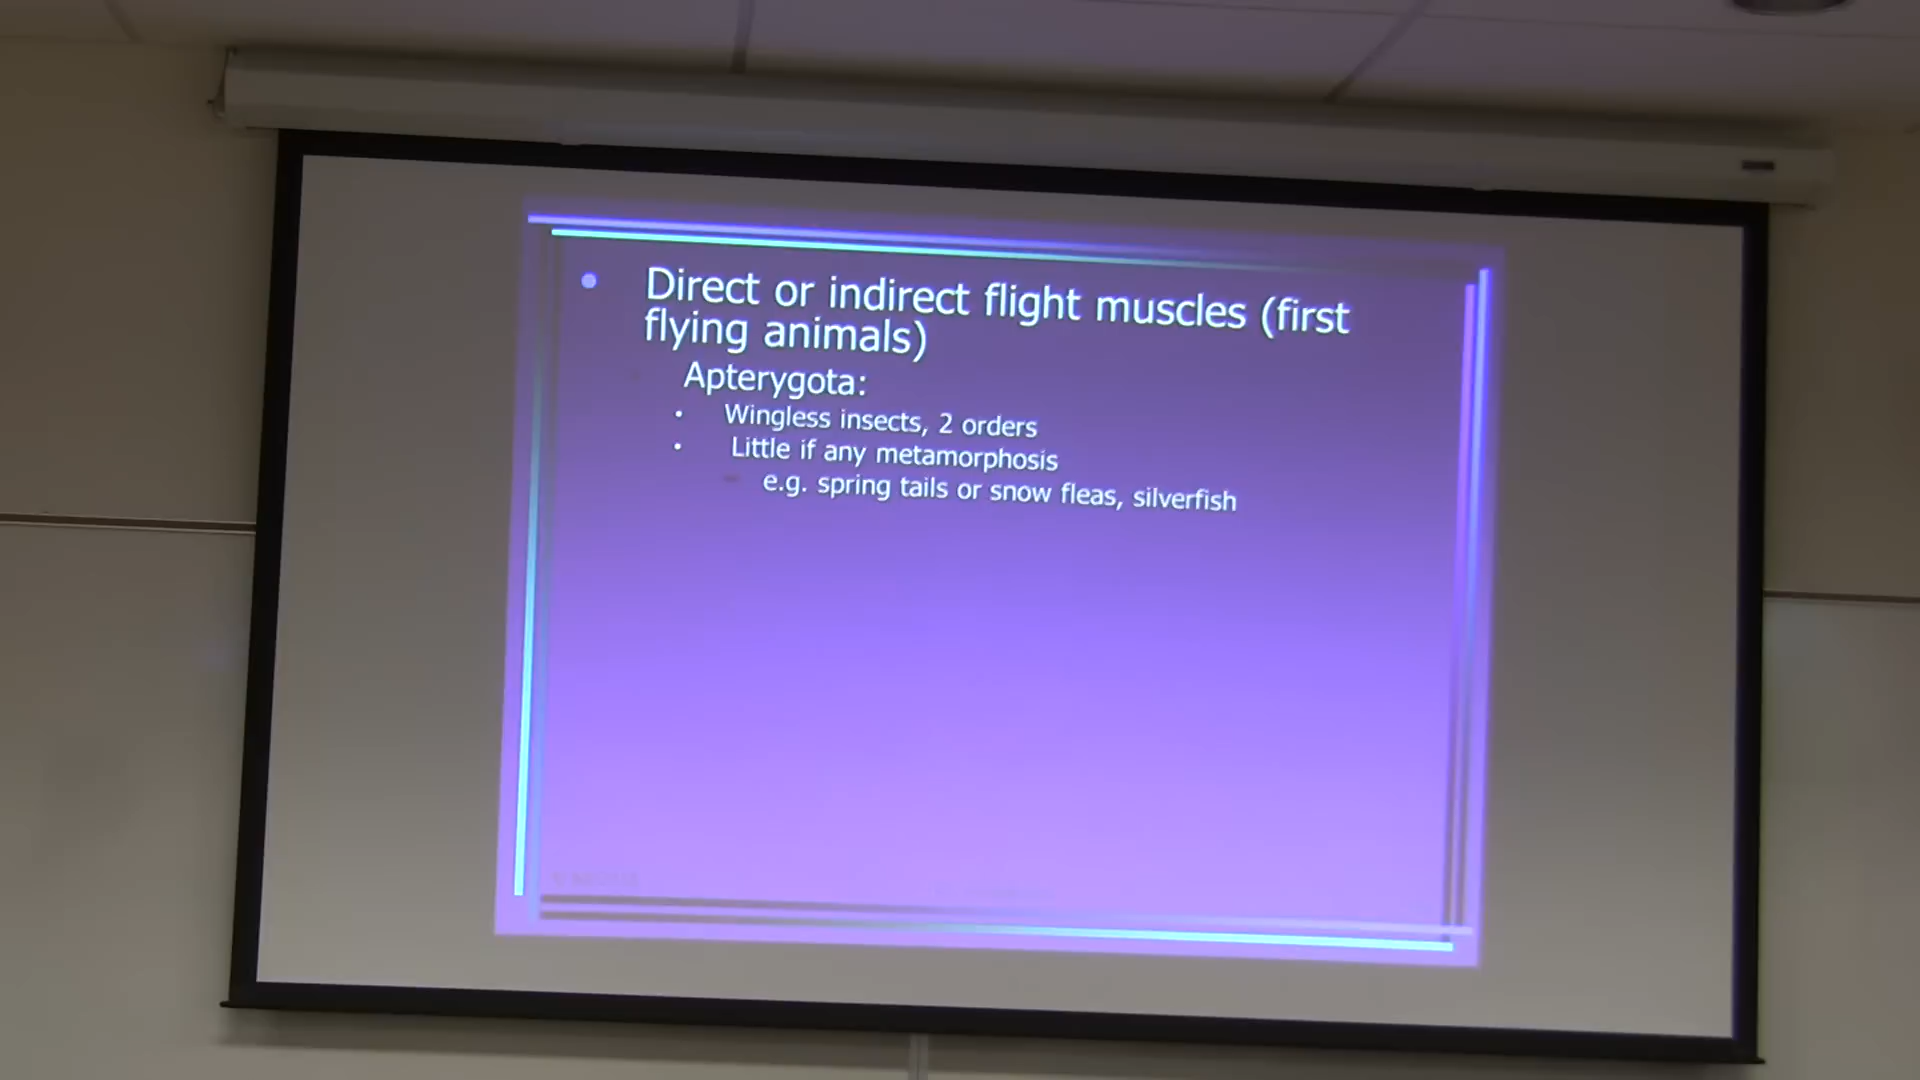 Direct or indirect flight muscles (first
flying animals)
Apterygota:
Wingless insects, 2 orders
Little if any metamorphosis
e.g. spring tails or snow fleas, silverfish